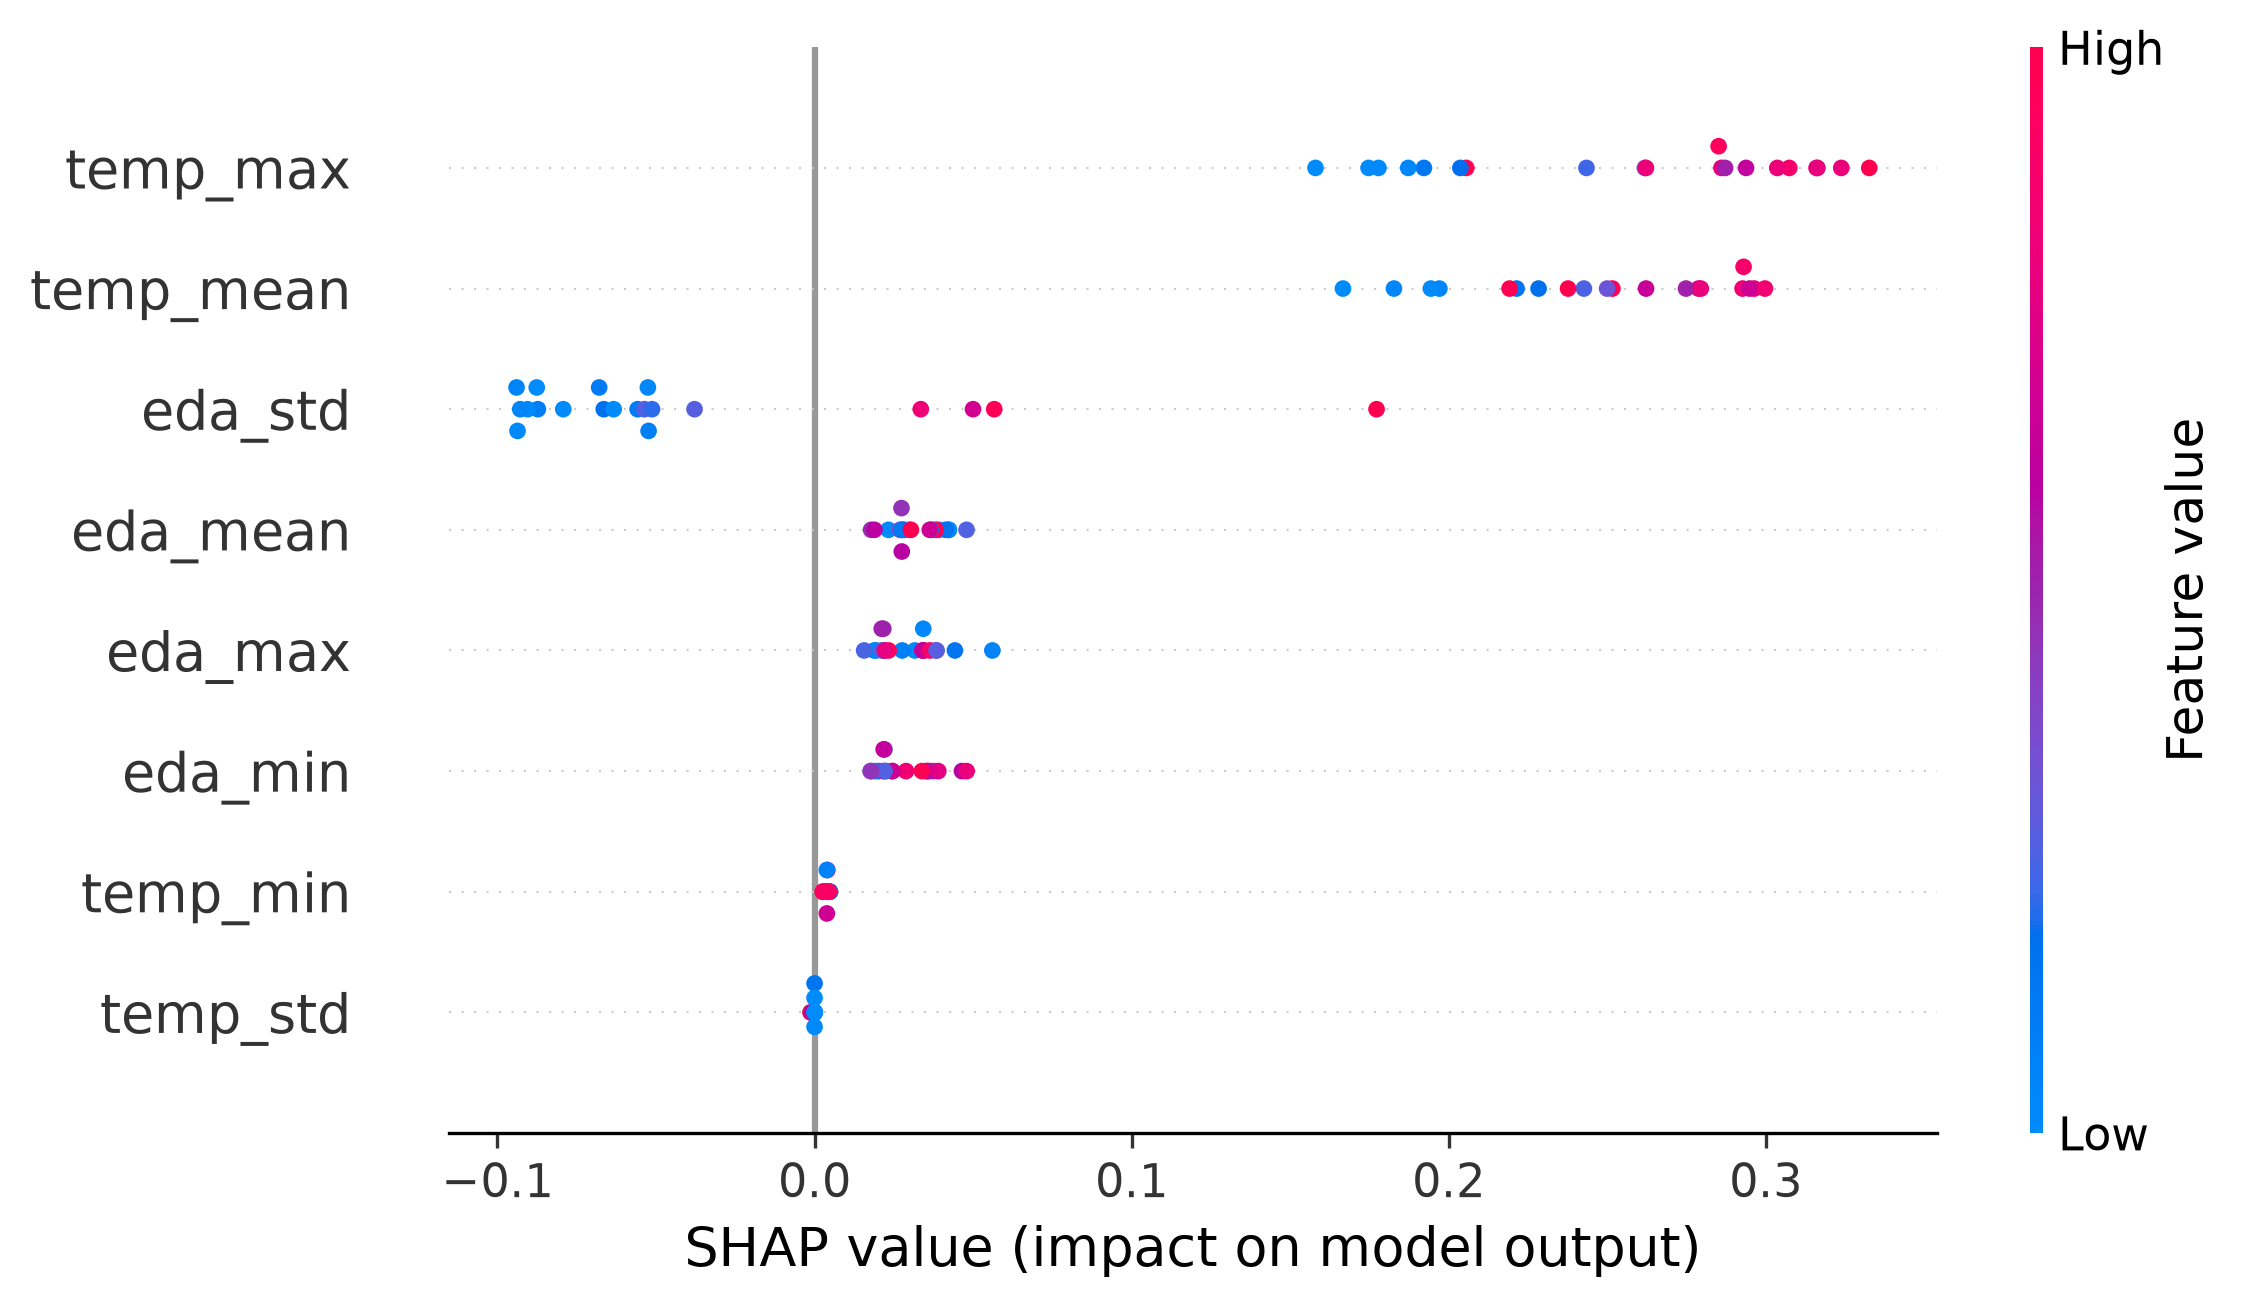 High
temp_max
temp_mean
eda_std
eda_mean
eda_max
eda_min
temp_min
temp_std
Low
Feature value
−0.1 0.0 0.1 0.2 0.3
SHAP value (impact on model output)